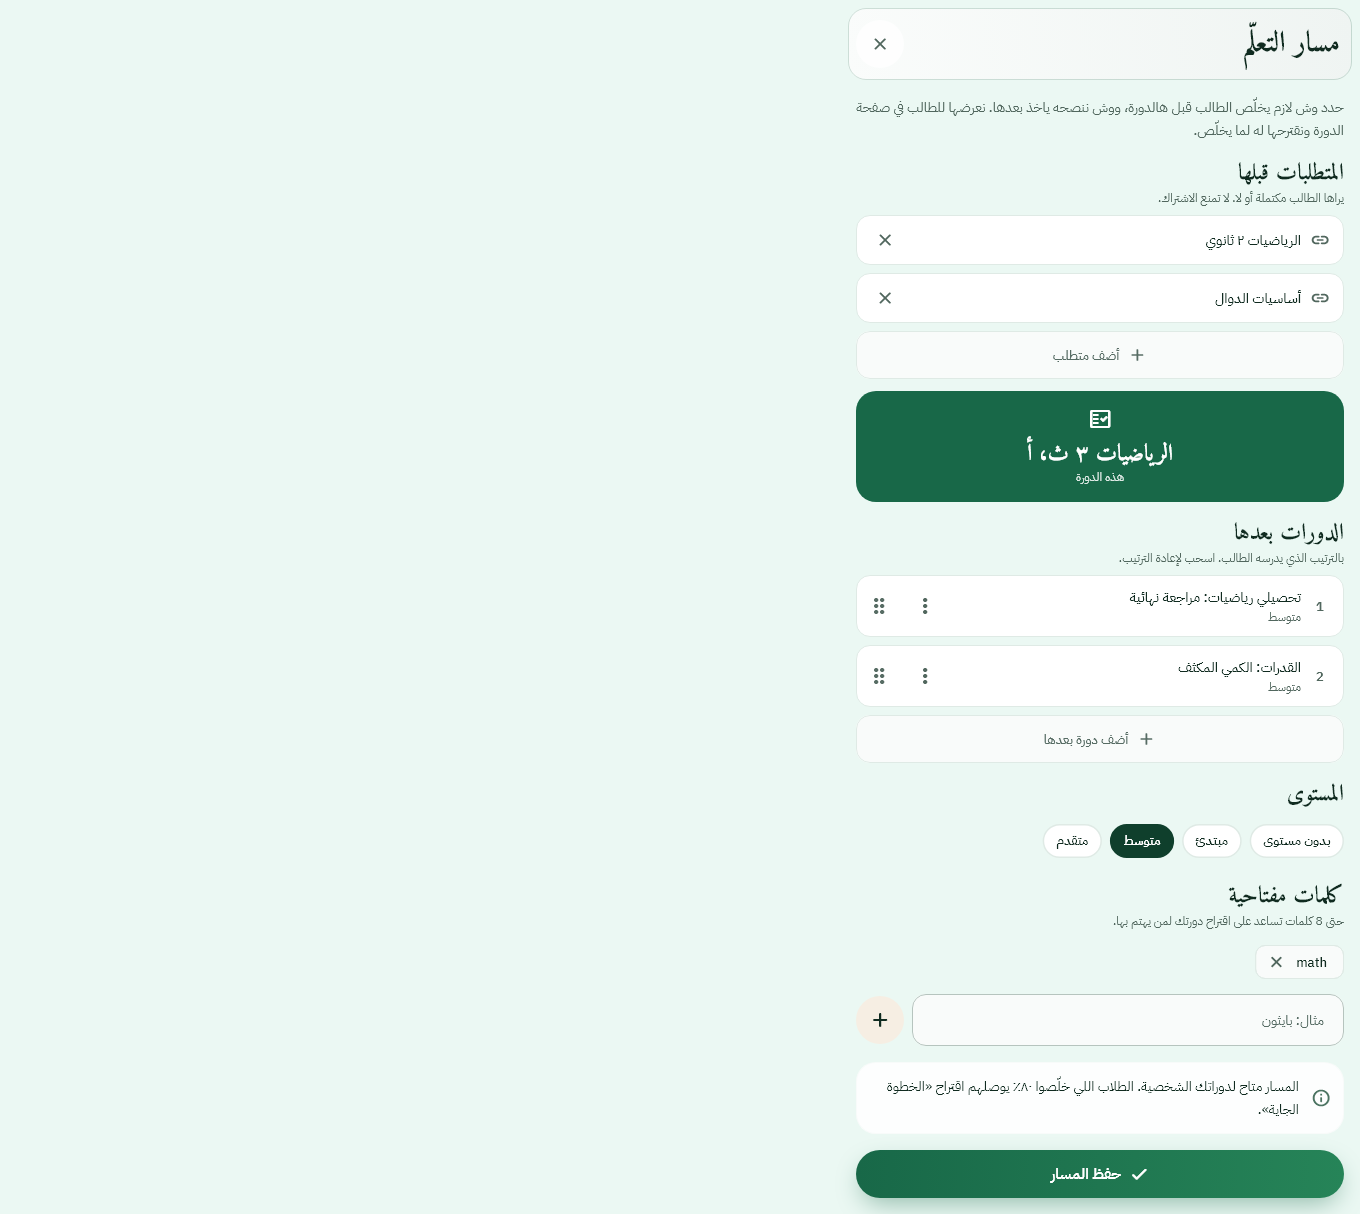 مسار التعلّم
حدد وش لازم يخلّص الطالب قبل هالدورة، ووش ننصحه ياخذ بعدها. نعرضها للطالب في صفحة
الدورة ونقترحها له لما يخلّص.
المتطلبات قبلها
يراها الطالب مكتملة أو لا. لا تمنع الاشتراك.
الرياضيات ٢ ثانوي
أساسيات الدوال
أضف متطلب
الرياضيات ٣ ث، أ
هذه الدورة
الدورات بعدها
بالترتيب الذي يدرسه الطالب. اسحب لإعادة الترتيب.
1
تحصيلي رياضيات: مراجعة نهائية
متوسط
2
القدرات: الكمي المكثف
متوسط
أضف دورة بعدها
المستوى
بدون مستوى
مبتدئ
متوسط
متقدم
كلمات مفتاحية
حتى 8 كلمات تساعد على اقتراح دورتك لمن يهتم بها.
math
مثال: بايثون
المسار متاح لدوراتك الشخصية. الطلاب اللي خلّصوا ٨٠٪ يوصلهم اقتراح «الخطوة
الجاية».
حفظ المسار